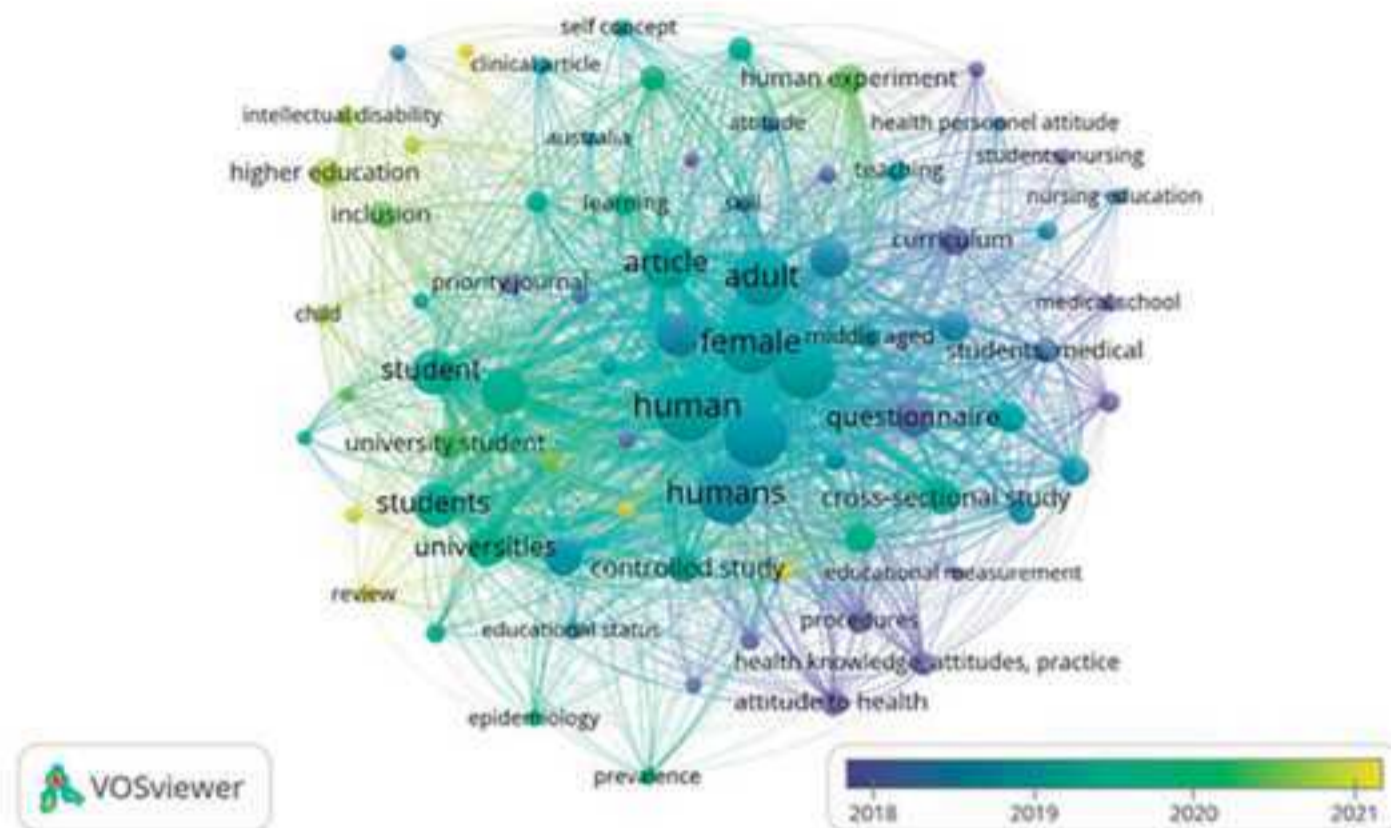 self concept
clinical article
human experiment
intellectual disability
attitude
health personnel attitude
australia
students, nursing
higher education
teaching
nursing education
learning
skill
inclusion
curriculum
article
adult
priority journal
medical school
child
female
middle aged
students, medical
student
human
questionnaire
university student
humans
cross-sectional study
students
universities
controlled study
educational measurement
review
procedures
educational status
health knowledge, attitudes, practice
attitude to health
epidemiology
prevalence
VOSviewer
2018
2019
2020
2021